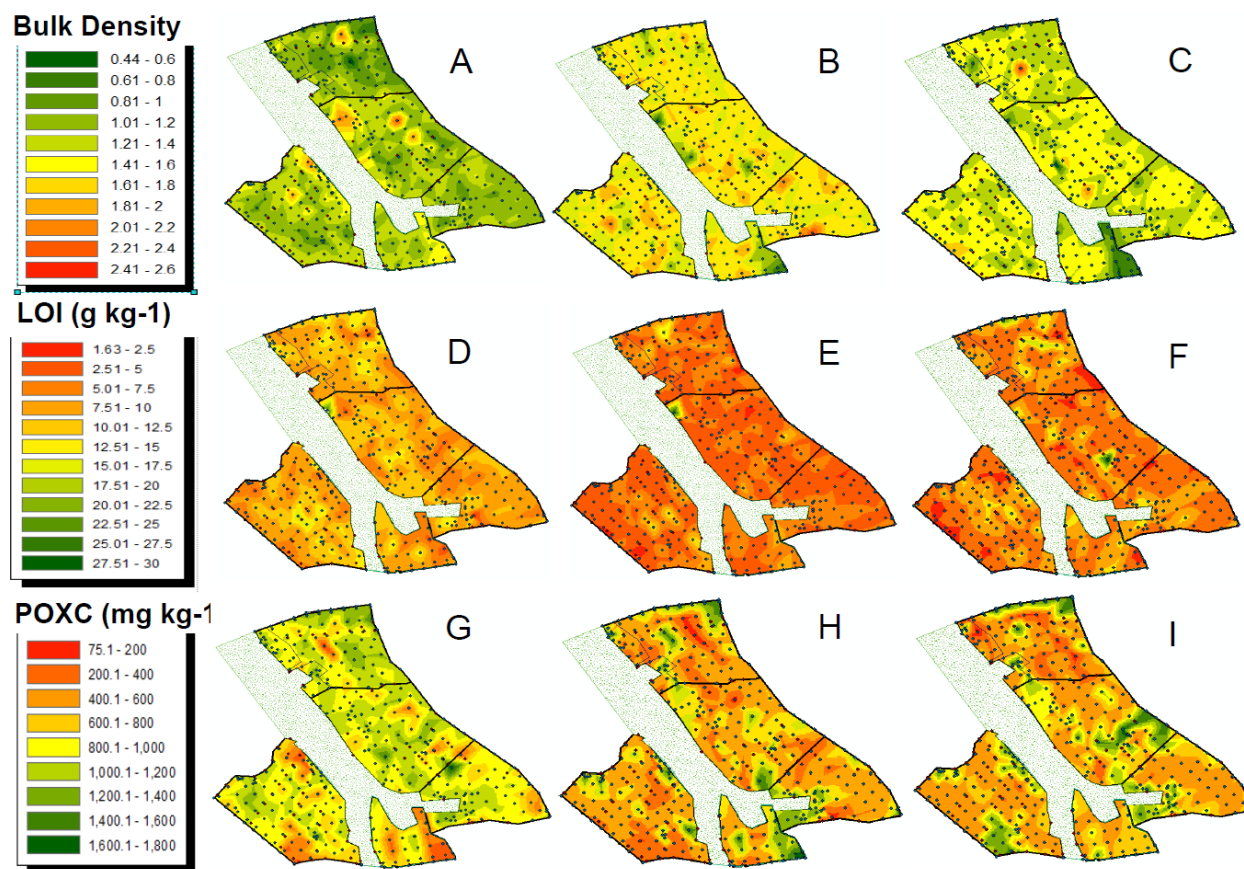 Bulk Density
0.44 - 0.6
0.61 - 0.8
0.81 - 1
1.01 - 1.2
1.21 - 1.4
1.41 - 1.6
1.61 - 1.8
1.81 - 2
2.01 - 2.2
2.21 - 2.4
2.41 - 2.6
A
B
C
LOI (g kg-1)
1.63 - 2.5
2.51 - 5
5.01 - 7.5
7.51 - 10
10.01 - 12.5
12.51 - 15
15.01 - 17.5
17.51 - 20
20.01 - 22.5
22.51 - 25
25.01 - 27.5
27.51 - 30
D
E
F
POXC (mg kg-1
75.1 - 200
200.1 - 400
400.1 - 600
600.1 - 800
800.1 - 1,000
1,000.1 - 1,200
1,200.1 - 1,400
1,400.1 - 1,600
1,600.1 - 1,800
G
H
I